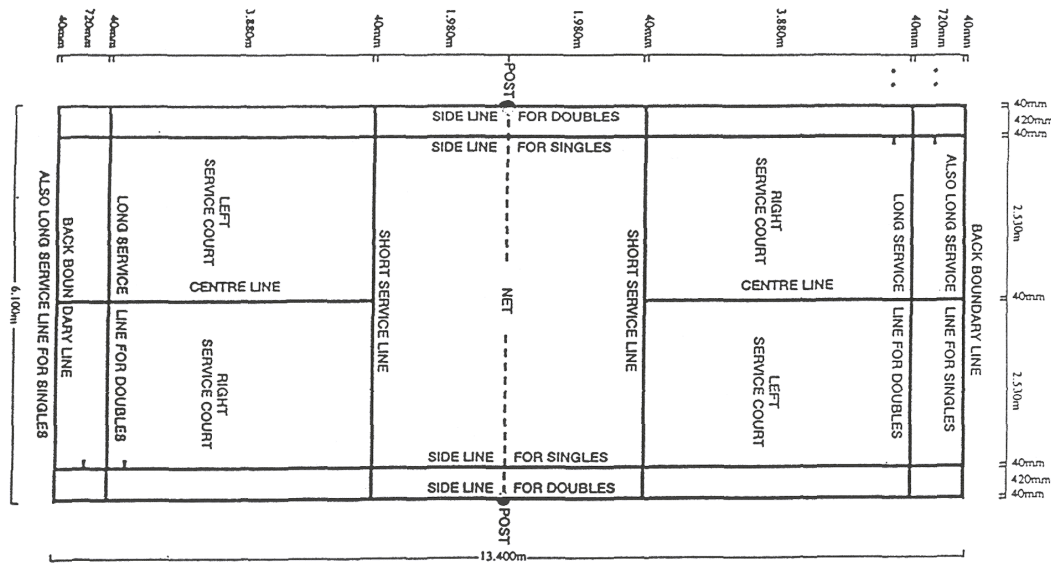 40mm
720mm
40mm
3.880m
40mm
1.980m
1.980m
40mm
3.880m
40mm
720mm
40mm
POST
SIDE LINE FOR DOUBLES
SIDE LINE FOR SINGLES
40mm
420mm
40mm
2.530m
40mm
2.530m
40mm
420mm
40mm
ALSO LONG SERVICE LINE FOR SINGLES
BACK BOUNDARY LINE
LONG SERVICE LINE FOR DOUBLES
LEFT
SERVICE COURT
CENTRE LINE
RIGHT
SERVICE COURT
SHORT SERVICE LINE
NET
SHORT SERVICE LINE
RIGHT
SERVICE COURT
CENTRE LINE
LEFT
SERVICE COURT
LONG SERVICE LINE FOR DOUBLES
ALSO LONG SERVICE LINE FOR SINGLES
BACK BOUNDARY LINE
SIDE LINE FOR SINGLES
SIDE LINE FOR DOUBLES
POST
6.100m
13.400m